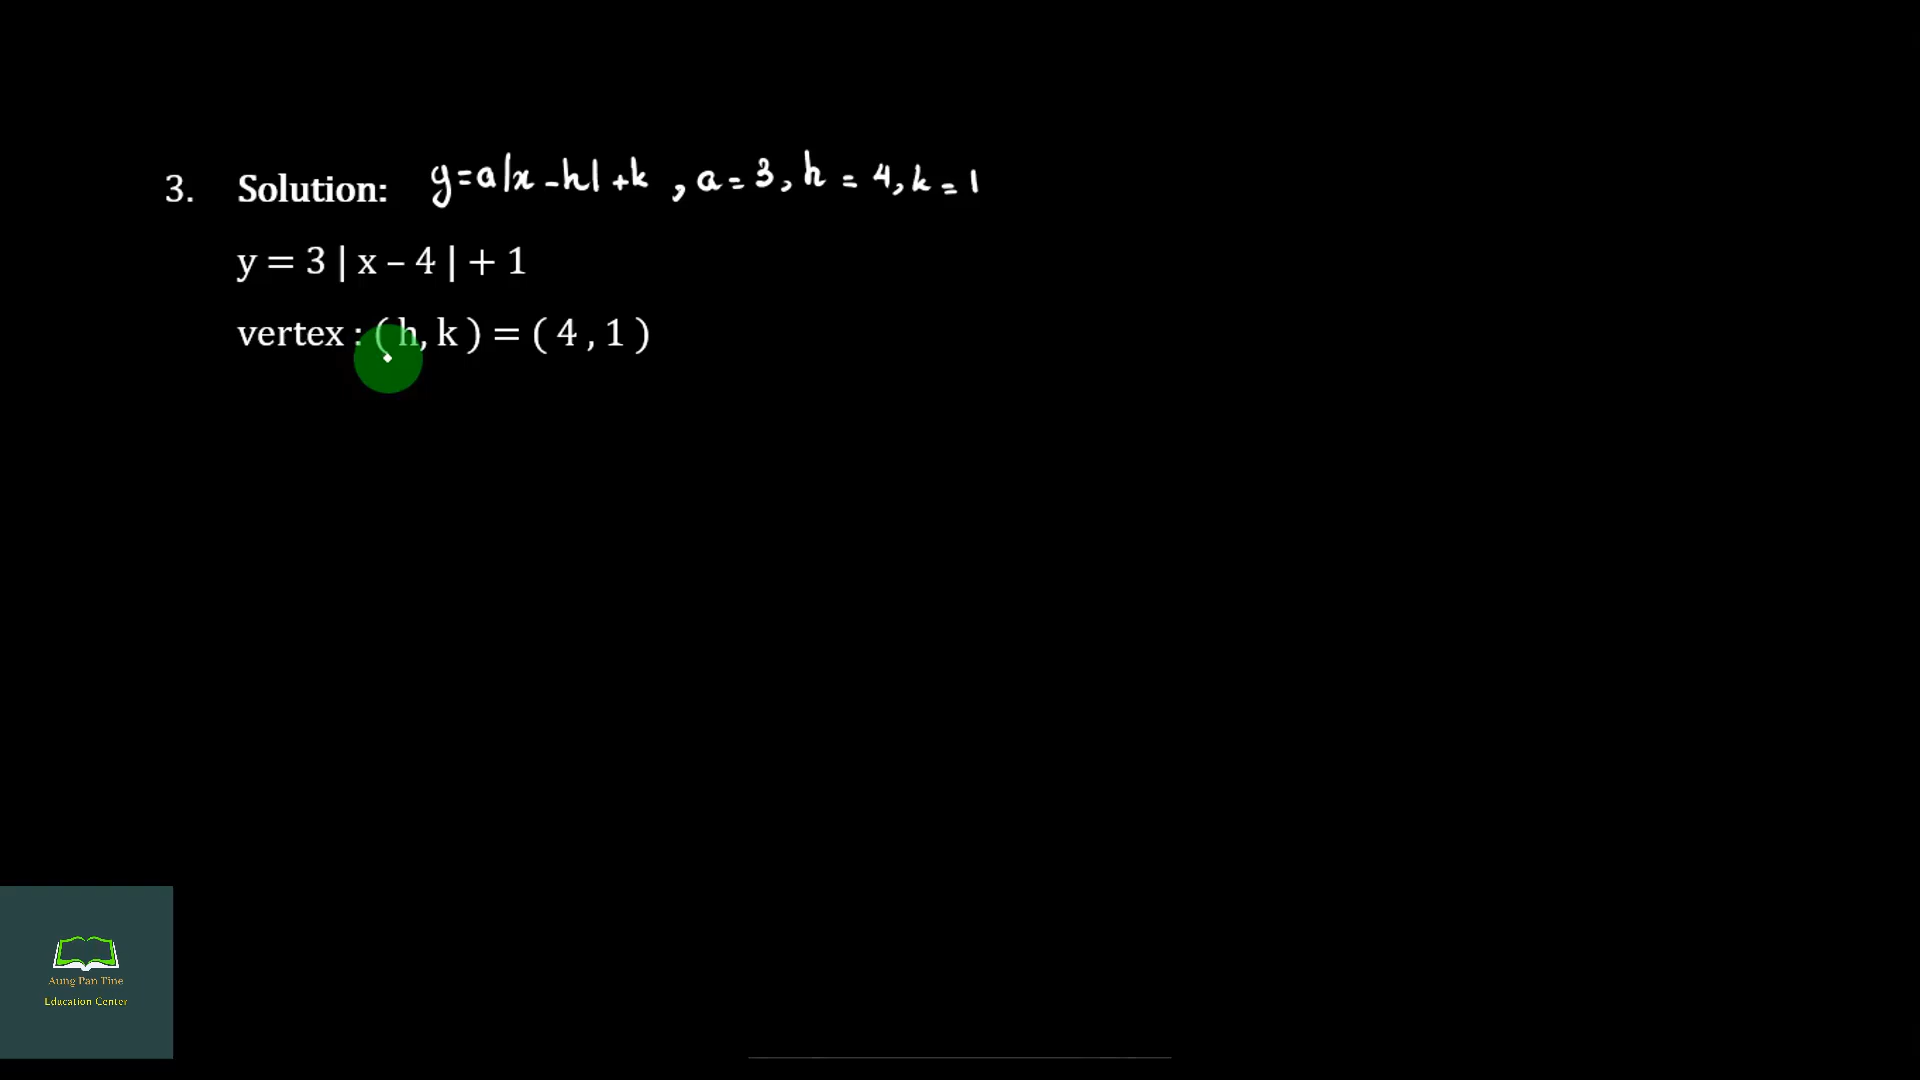 3. Solution: y=a|x-h|+k , a=3, h=4, k=1
y = 3 | x – 4 | + 1
vertex : ( h, k ) = ( 4 , 1 )
Aung Pan Tine
Education Center